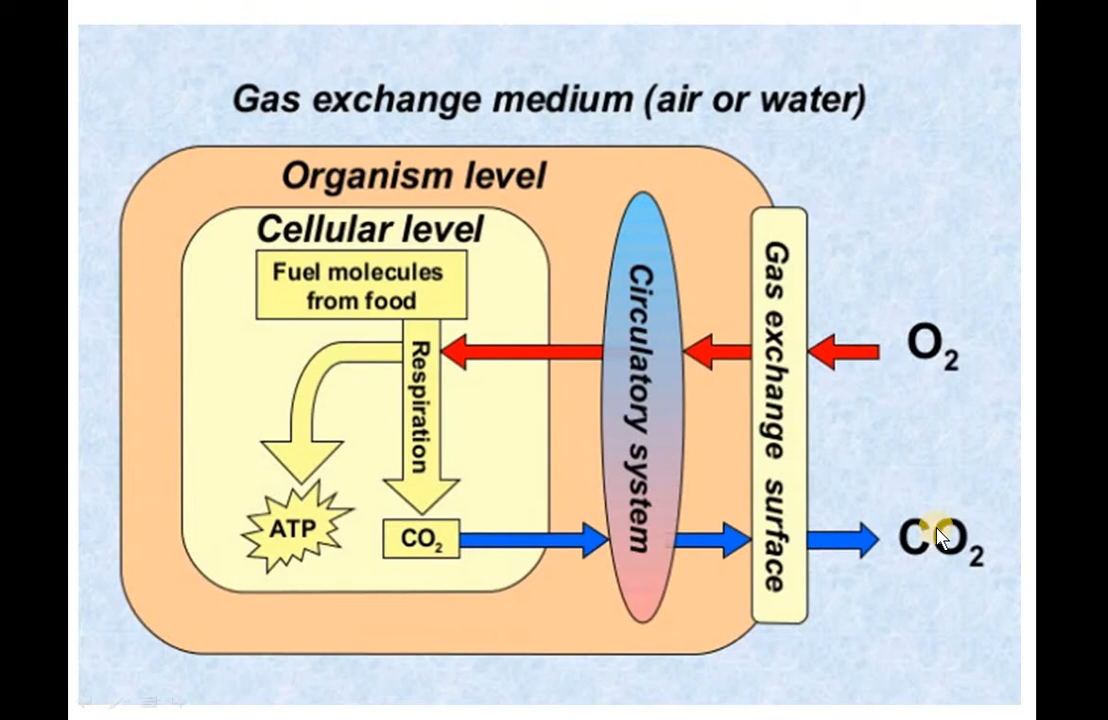 Gas exchange medium (air or water)
Organism level
Cellular level
Fuel molecules
from food
Respiration
ATP
CO₂
Circulatory system
Gas exchange surface
O₂
CO₂